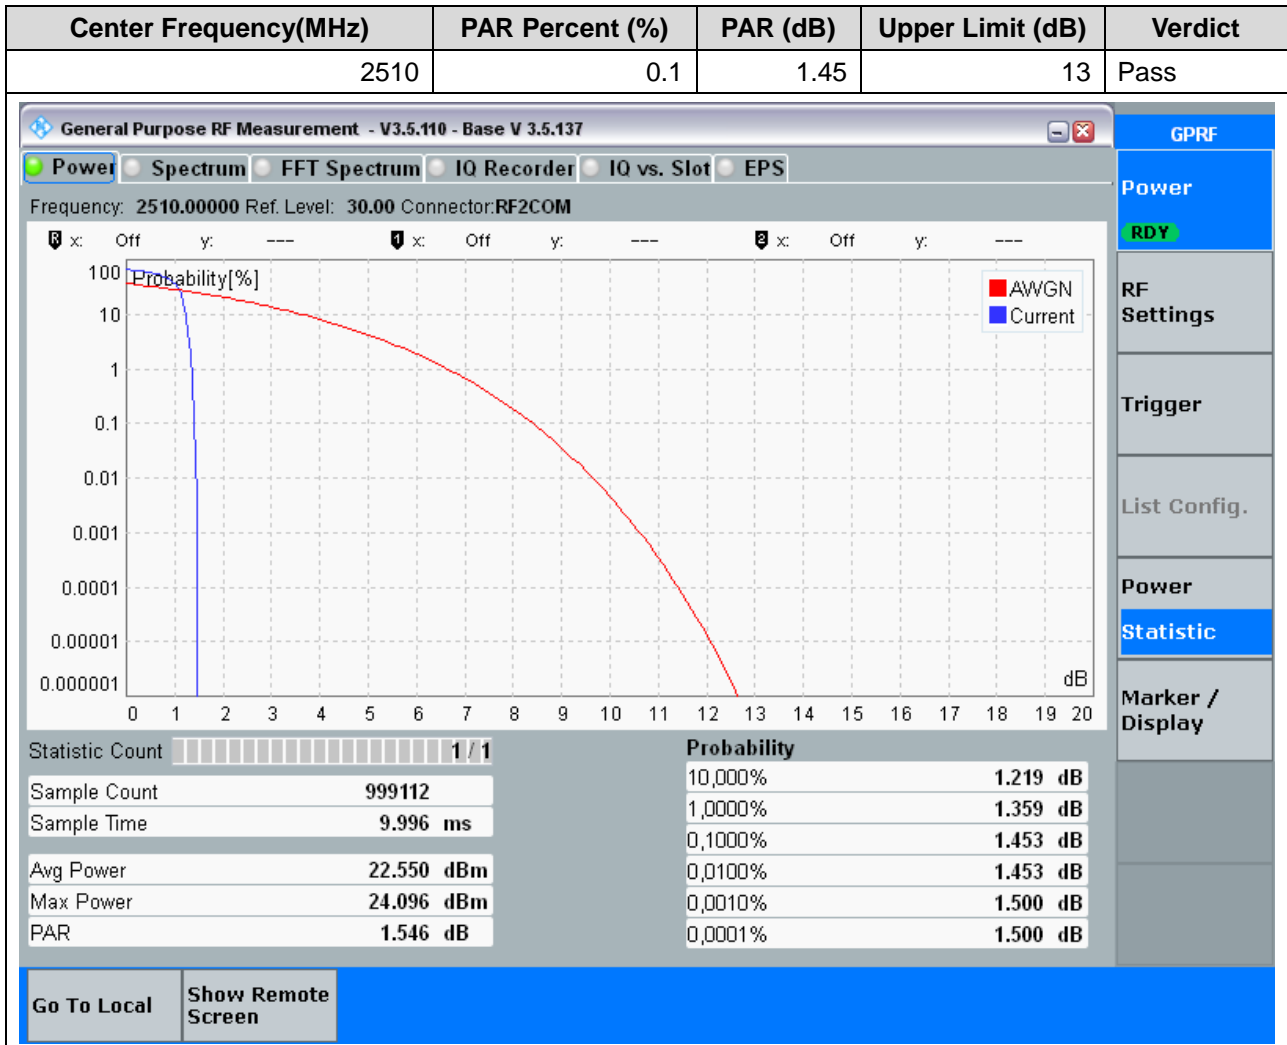 Center Frequency(MHz) PAR Percent (%) PAR (dB) Upper Limit (dB) Verdict
2510 0.1 1.45 13 Pass
General Purpose RF Measurement - V3.5.110 - Base V 3.5.137
GPRF
Power Spectrum FFT Spectrum IQ Recorder IQ vs. Slot EPS
Frequency: 2510.00000 Ref. Level: 30.00 Connector:RF2COM
R x: Off y: --- 1 x: Off y: --- 2 x: Off y: ---
Probability[%]
AWGN
Current
100
10
1
0.1
0.01
0.001
0.0001
0.00001
0.000001
dB
0 1 2 3 4 5 6 7 8 9 10 11 12 13 14 15 16 17 18 19 20
Statistic Count 1 / 1
Sample Count 999112
Sample Time 9.996 ms
Avg Power 22.550 dBm
Max Power 24.096 dBm
PAR 1.546 dB
Probability
10,000% 1.219 dB
1,0000% 1.359 dB
0,1000% 1.453 dB
0,0100% 1.453 dB
0,0010% 1.500 dB
0,0001% 1.500 dB
Power
RDY
RF
Settings
Trigger
List Config.
Power
Statistic
Marker /
Display
Go To Local
Show Remote
Screen